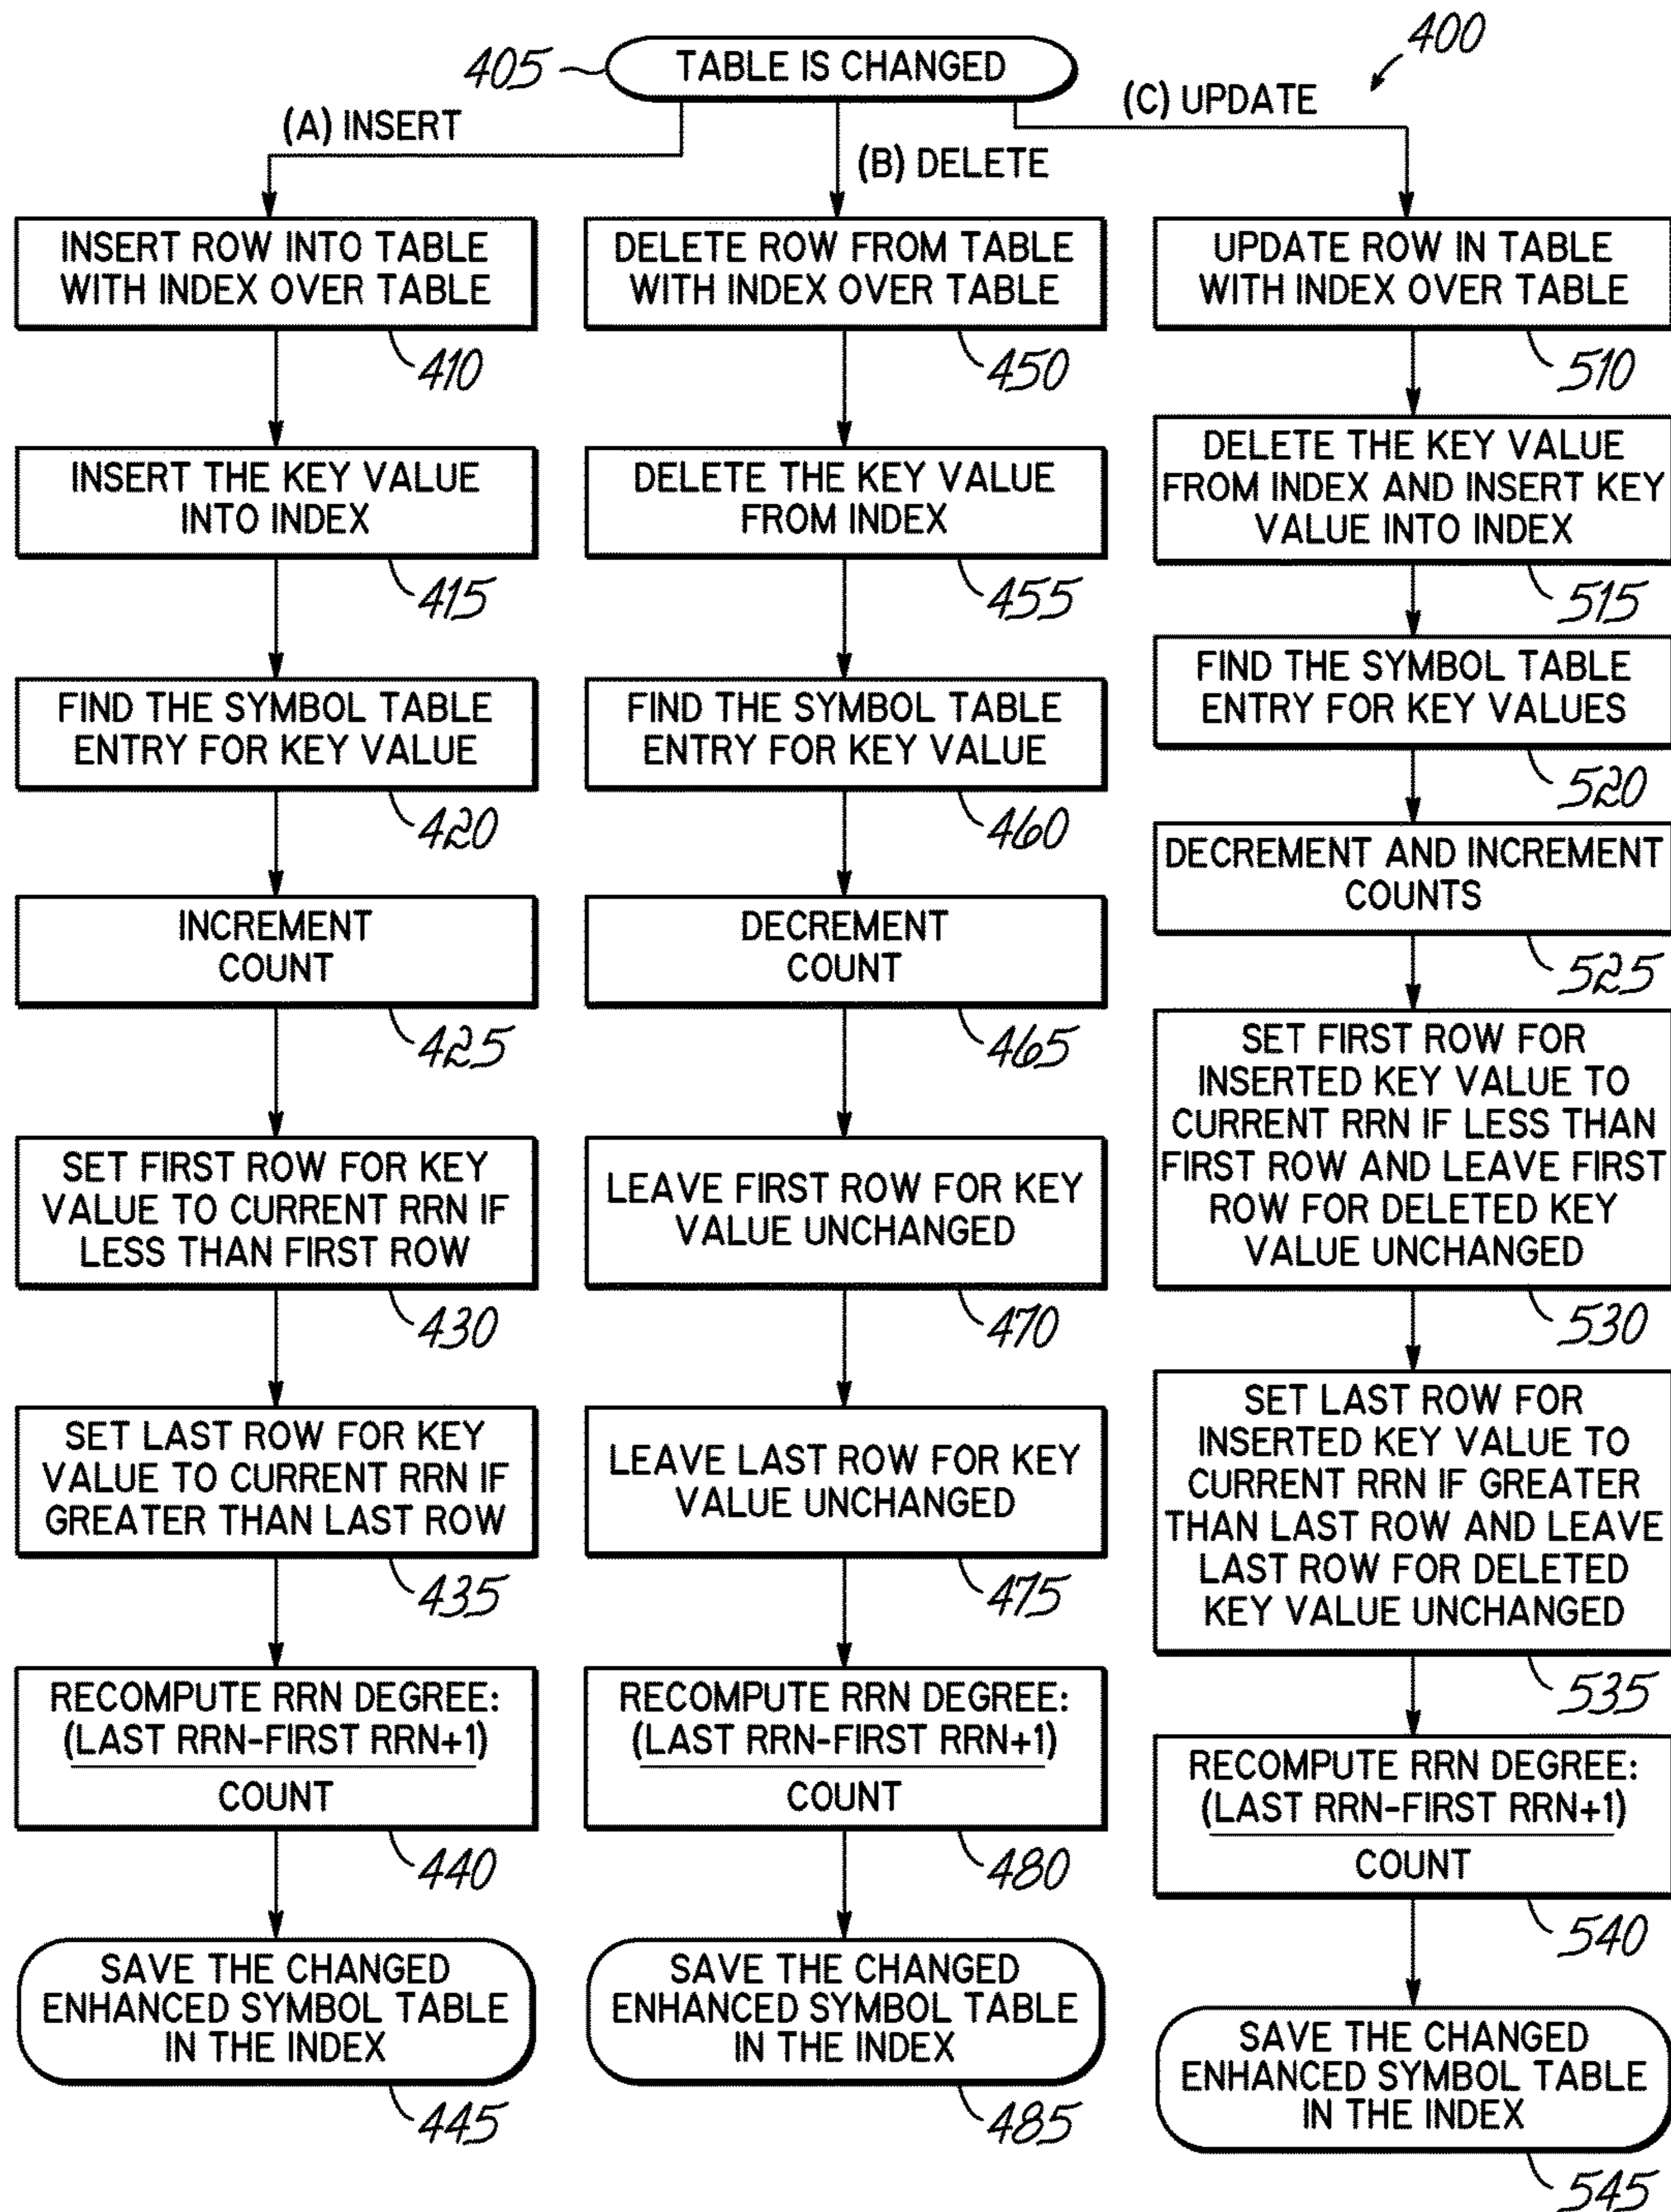 405
TABLE IS CHANGED
400
(A) INSERT
(B) DELETE
(C) UPDATE
INSERT ROW INTO TABLE
WITH INDEX OVER TABLE
410
INSERT THE KEY VALUE
INTO INDEX
415
FIND THE SYMBOL TABLE
ENTRY FOR KEY VALUE
420
INCREMENT
COUNT
425
SET FIRST ROW FOR KEY
VALUE TO CURRENT RRN IF
LESS THAN FIRST ROW
430
SET LAST ROW FOR KEY
VALUE TO CURRENT RRN IF
GREATER THAN LAST ROW
435
RECOMPUTE RRN DEGREE:
(LAST RRN-FIRST RRN+1)
COUNT
440
SAVE THE CHANGED
ENHANCED SYMBOL TABLE
IN THE INDEX
445
DELETE ROW FROM TABLE
WITH INDEX OVER TABLE
450
DELETE THE KEY VALUE
FROM INDEX
455
FIND THE SYMBOL TABLE
ENTRY FOR KEY VALUE
460
DECREMENT
COUNT
465
LEAVE FIRST ROW FOR KEY
VALUE UNCHANGED
470
LEAVE LAST ROW FOR KEY
VALUE UNCHANGED
475
RECOMPUTE RRN DEGREE:
(LAST RRN-FIRST RRN+1)
COUNT
480
SAVE THE CHANGED
ENHANCED SYMBOL TABLE
IN THE INDEX
485
UPDATE ROW IN TABLE
WITH INDEX OVER TABLE
510
DELETE THE KEY VALUE
FROM INDEX AND INSERT KEY
VALUE INTO INDEX
515
FIND THE SYMBOL TABLE
ENTRY FOR KEY VALUES
520
DECREMENT AND INCREMENT
COUNTS
525
SET FIRST ROW FOR
INSERTED KEY VALUE TO
CURRENT RRN IF LESS THAN
FIRST ROW AND LEAVE FIRST
ROW FOR DELETED KEY
VALUE UNCHANGED
530
SET LAST ROW FOR
INSERTED KEY VALUE TO
CURRENT RRN IF GREATER
THAN LAST ROW AND LEAVE
LAST ROW FOR DELETED
KEY VALUE UNCHANGED
535
RECOMPUTE RRN DEGREE:
(LAST RRN-FIRST RRN+1)
COUNT
540
SAVE THE CHANGED
ENHANCED SYMBOL TABLE
IN THE INDEX
545